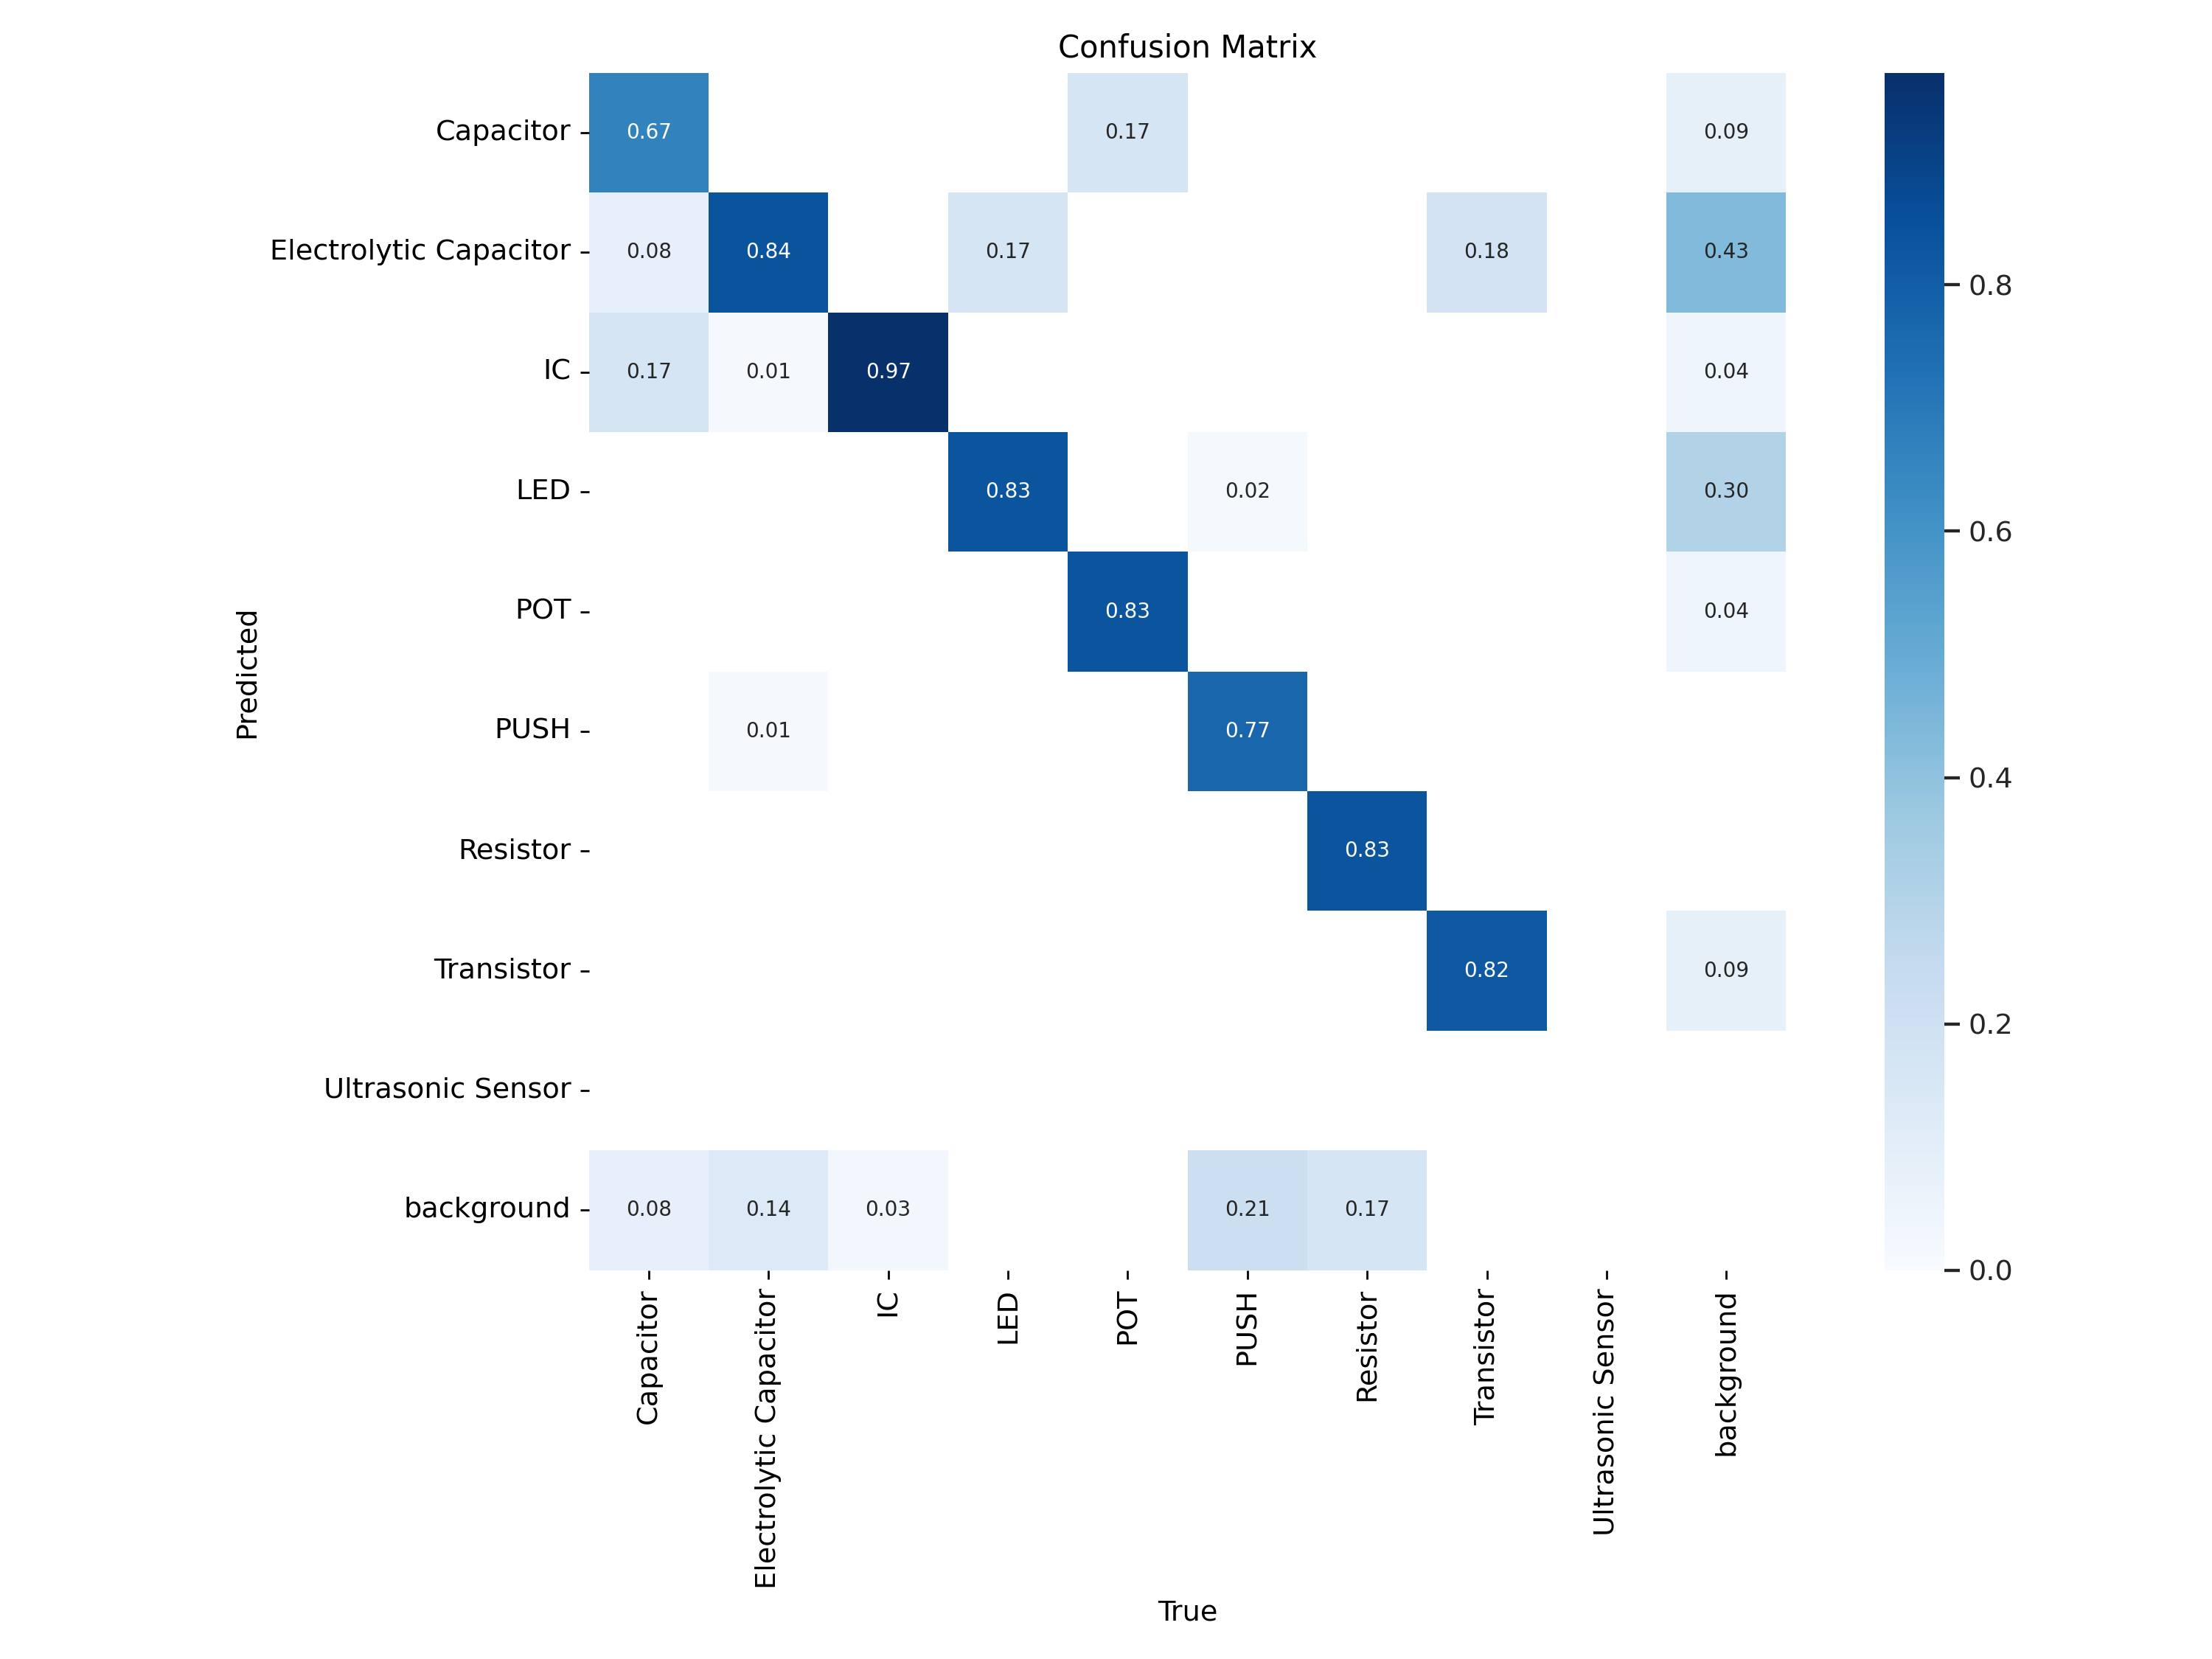 Confusion Matrix
Capacitor 0.67 0.17 0.09
Electrolytic Capacitor 0.08 0.84 0.17 0.18 0.43
0.8
IC 0.17 0.01 0.97 0.04
LED 0.83 0.02 0.30
0.6
POT 0.83 0.04
Predicted
PUSH 0.01 0.77
0.4
Resistor 0.83
Transistor 0.82 0.09
0.2
Ultrasonic Sensor
background 0.08 0.14 0.03 0.21 0.17
0.0
Capacitor
Electrolytic Capacitor
IC
LED
POT
PUSH
Resistor
Transistor
Ultrasonic Sensor
background
True